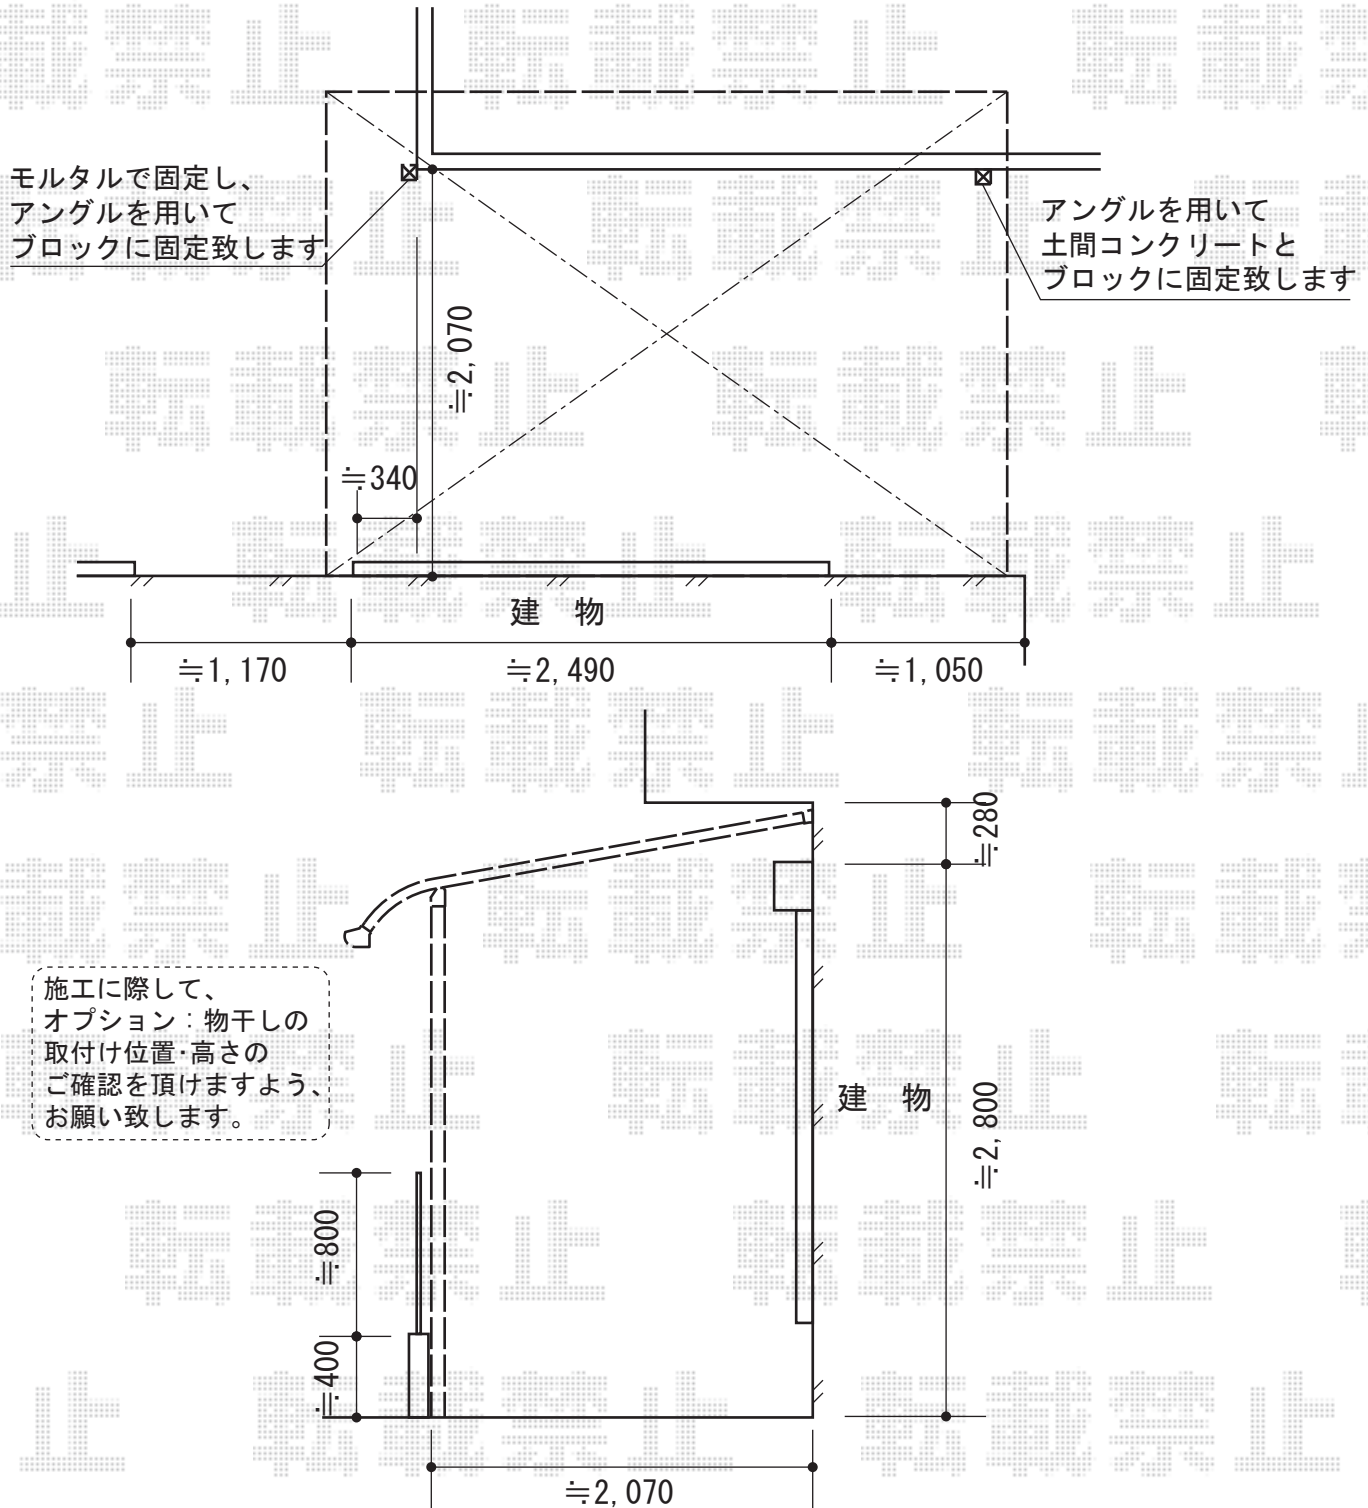 モルタルで固定し、
アングルを用いて
ブロックに固定致します
アングルを用いて
土間コンクリートと
ブロックに固定致します
≒2,070
≒340
建 物
≒1,170
≒2,490
≒1,050
≒280
施工に際して、
オプション：物干しの
取付け位置・高さの
ご確認を頂けますよう、
お願い致します。
建 物
≒2,800
≒800
≒400
≒2,070
転載禁止